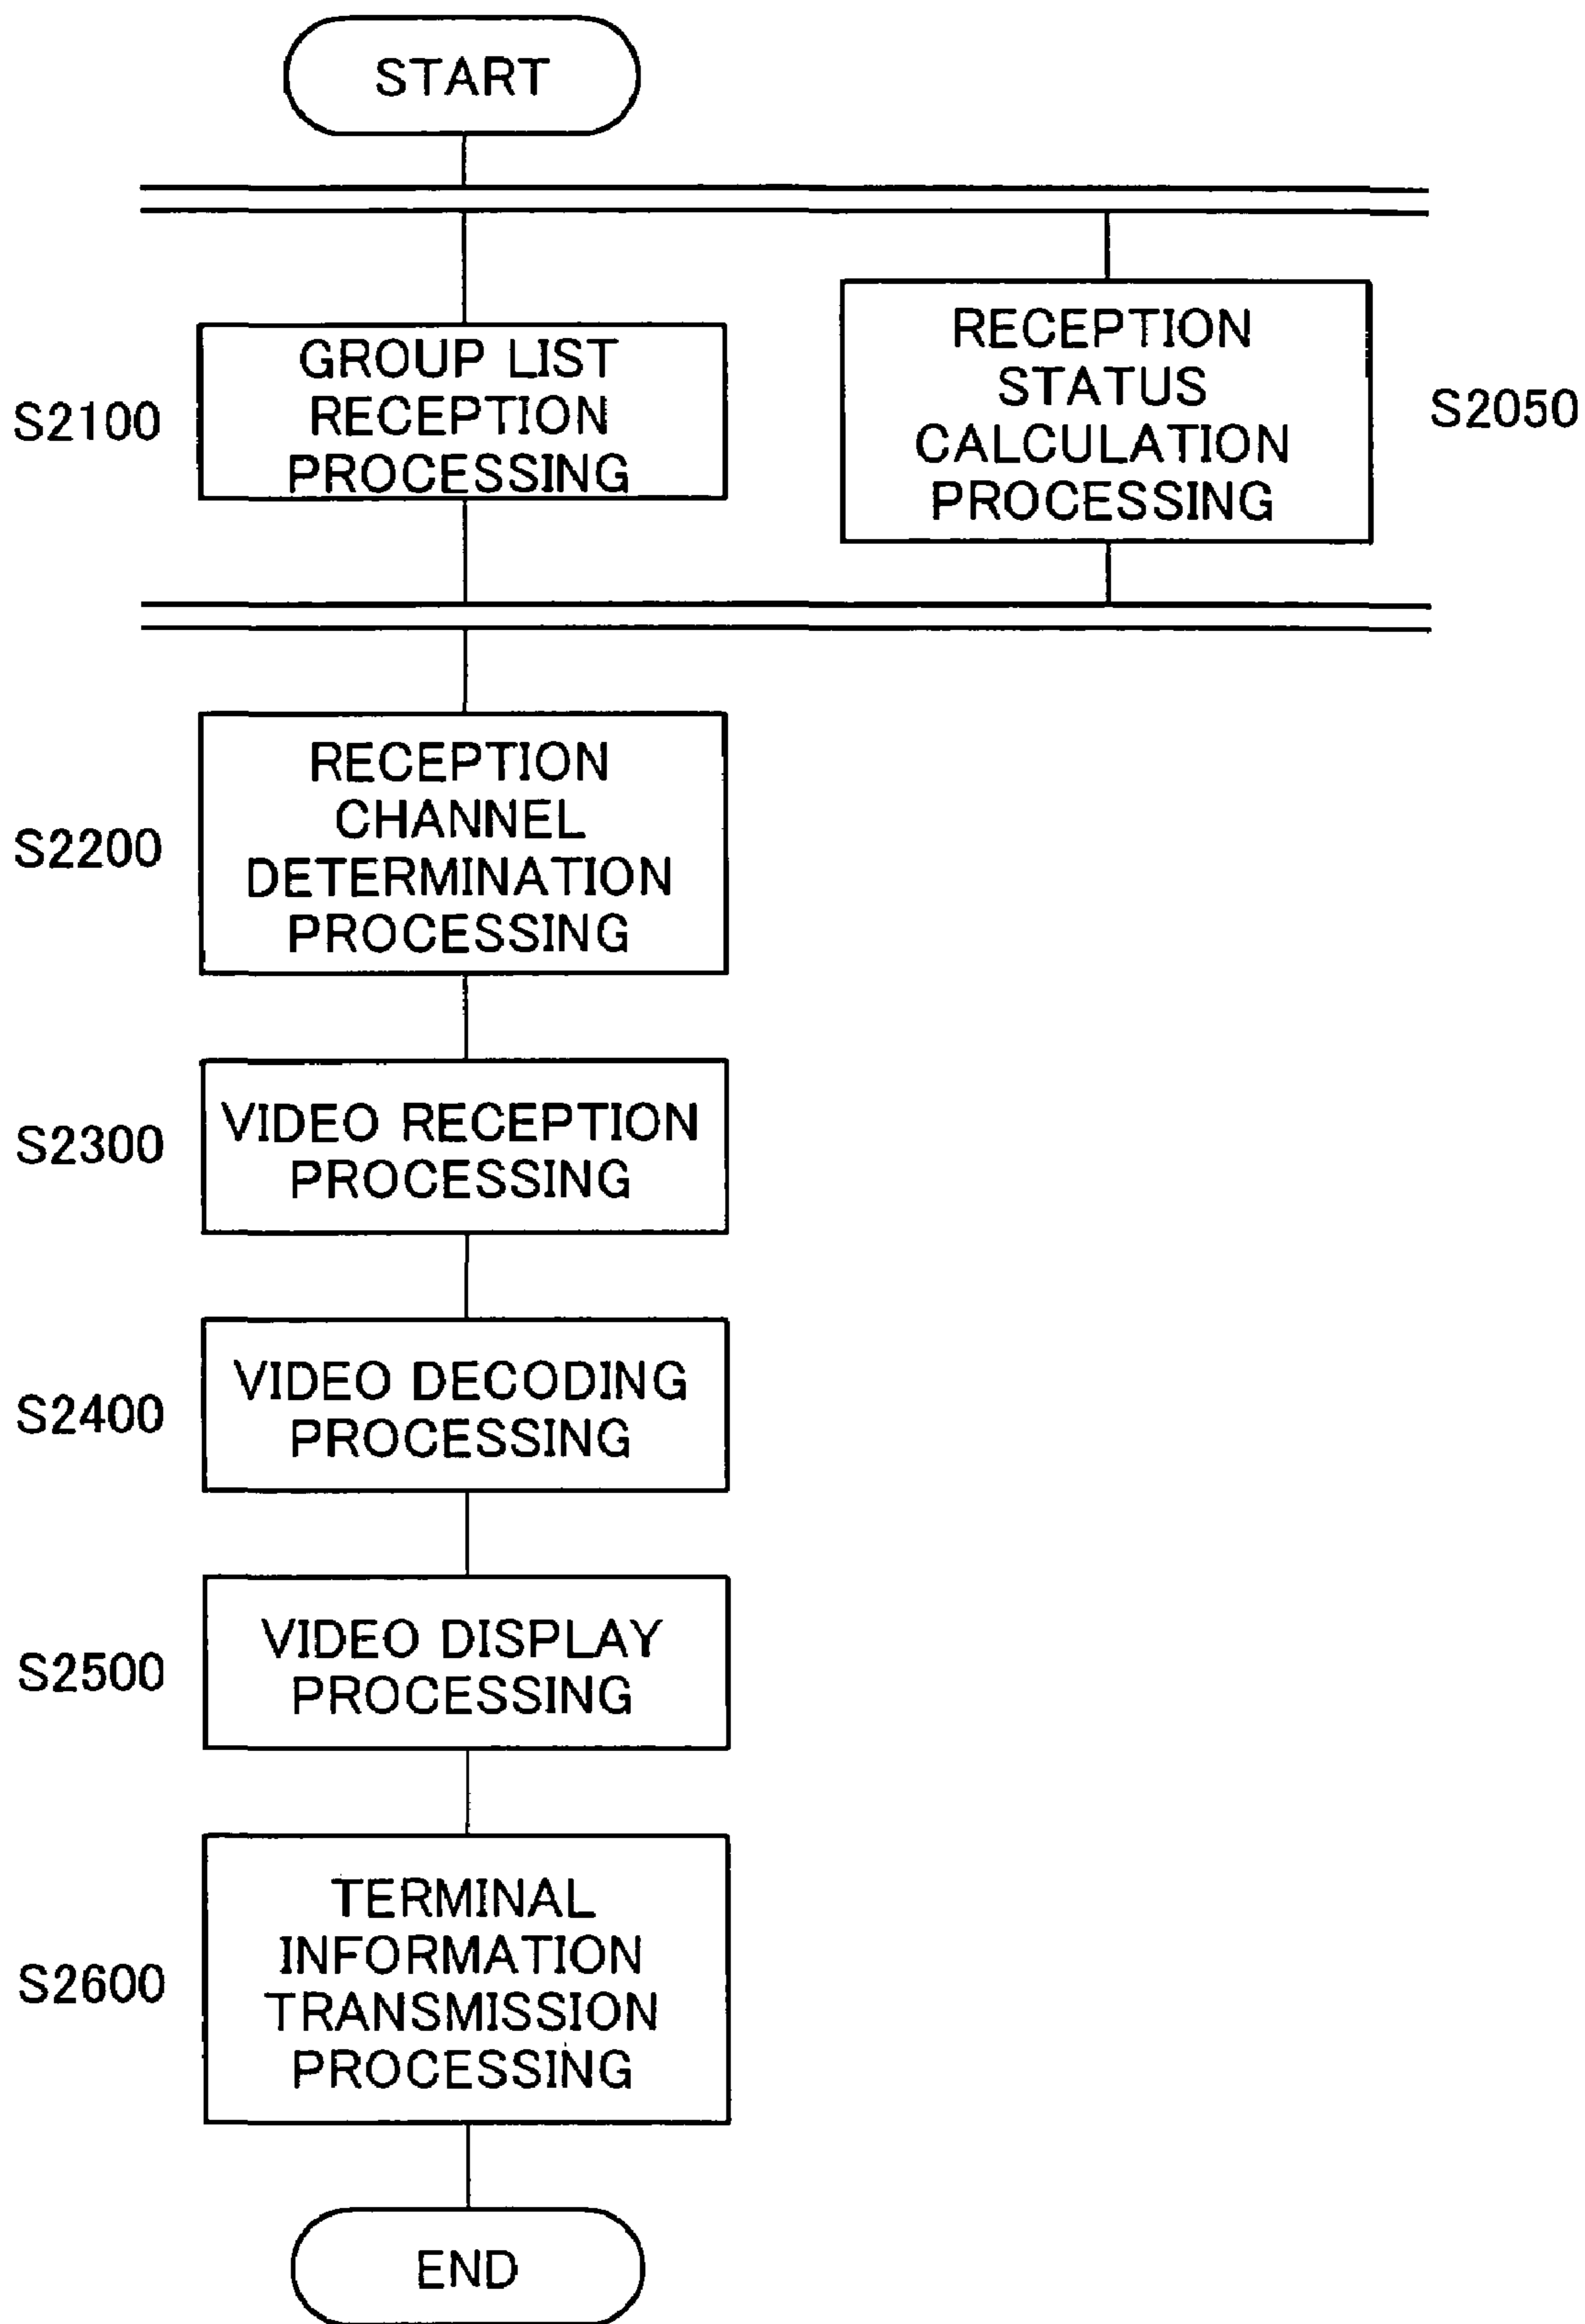 START
S2100
GROUP LIST
RECEPTION
PROCESSING
RECEPTION
STATUS
CALCULATION
PROCESSING
S2050
S2200
RECEPTION
CHANNEL
DETERMINATION
PROCESSING
S2300
VIDEO RECEPTION
PROCESSING
S2400
VIDEO DECODING
PROCESSING
S2500
VIDEO DISPLAY
PROCESSING
S2600
TERMINAL
INFORMATION
TRANSMISSION
PROCESSING
END